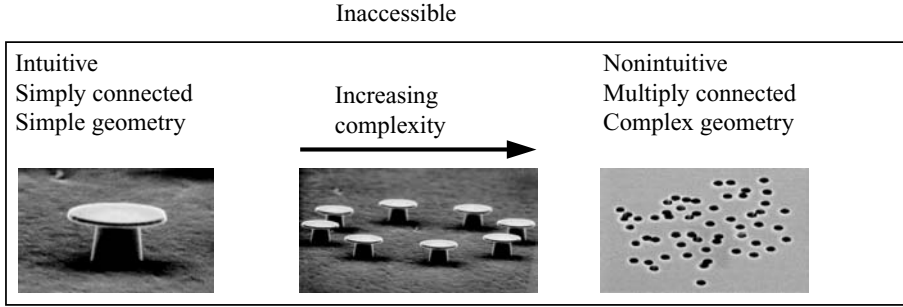 Inaccessible
Intuitive
Simply connected
Simple geometry
Increasing
complexity
Nonintuitive
Multiply connected
Complex geometry